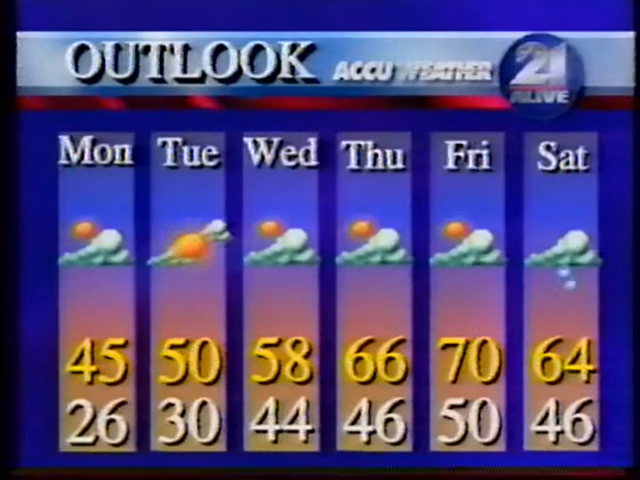 OUTLOOK ACCU WEATHER 21 ALIVE
Mon Tue Wed Thu Fri Sat
45 50 58 66 70 64
26 30 44 46 50 46